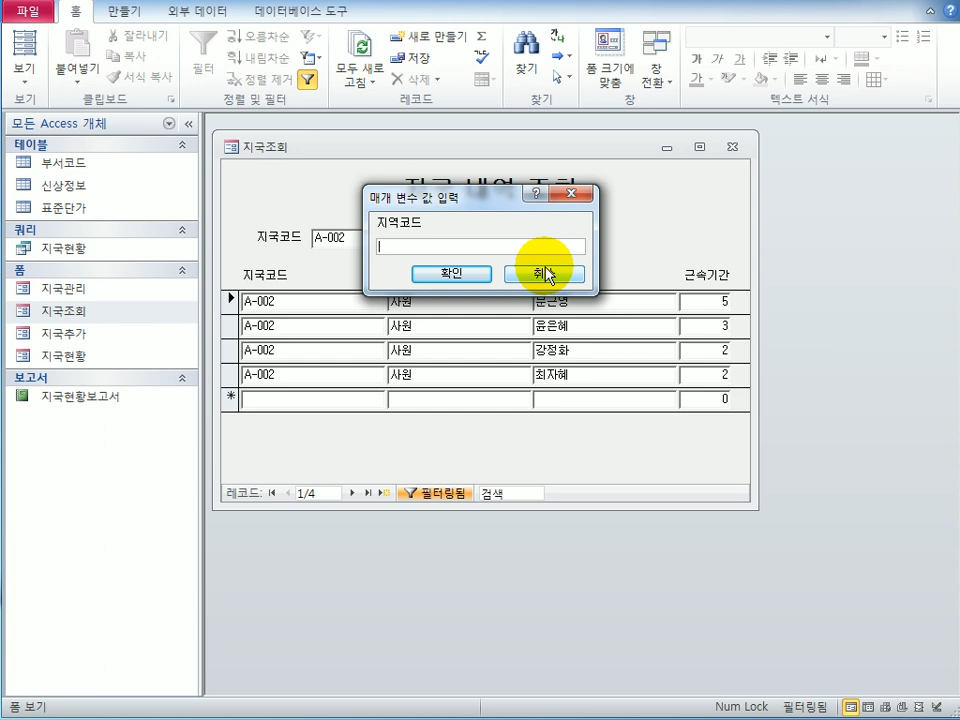 파일 홈 만들기 외부 데이터 데이터베이스 도구
보기 붙여넣기 잘라내기 복사 서식 복사
필터 오름차순 내림차순 정렬 제거
모두 새로 고침 새로 만들기 저장 삭제
찾기 폼 크기에 맞춤 창 전환
보기 클립보드 정렬 및 필터 레코드 찾기 창 텍스트 서식
모든 Access 개체
테이블
부서코드
신상정보
표준단가
쿼리
지국현황
폼
지국관리
지국조회
지국추가
지국현황
보고서
지국현황보고서
지국조회
매개 변수 값 입력
지역코드
확인
지국코드 A-002
지국코드 근속기간
A-002 사원 문근영 5
A-002 사원 윤은혜 3
A-002 사원 강정화 2
A-002 사원 최자혜 2
* 0
레코드: 1/4 필터링됨 검색
폼 보기 Num Lock 필터링됨